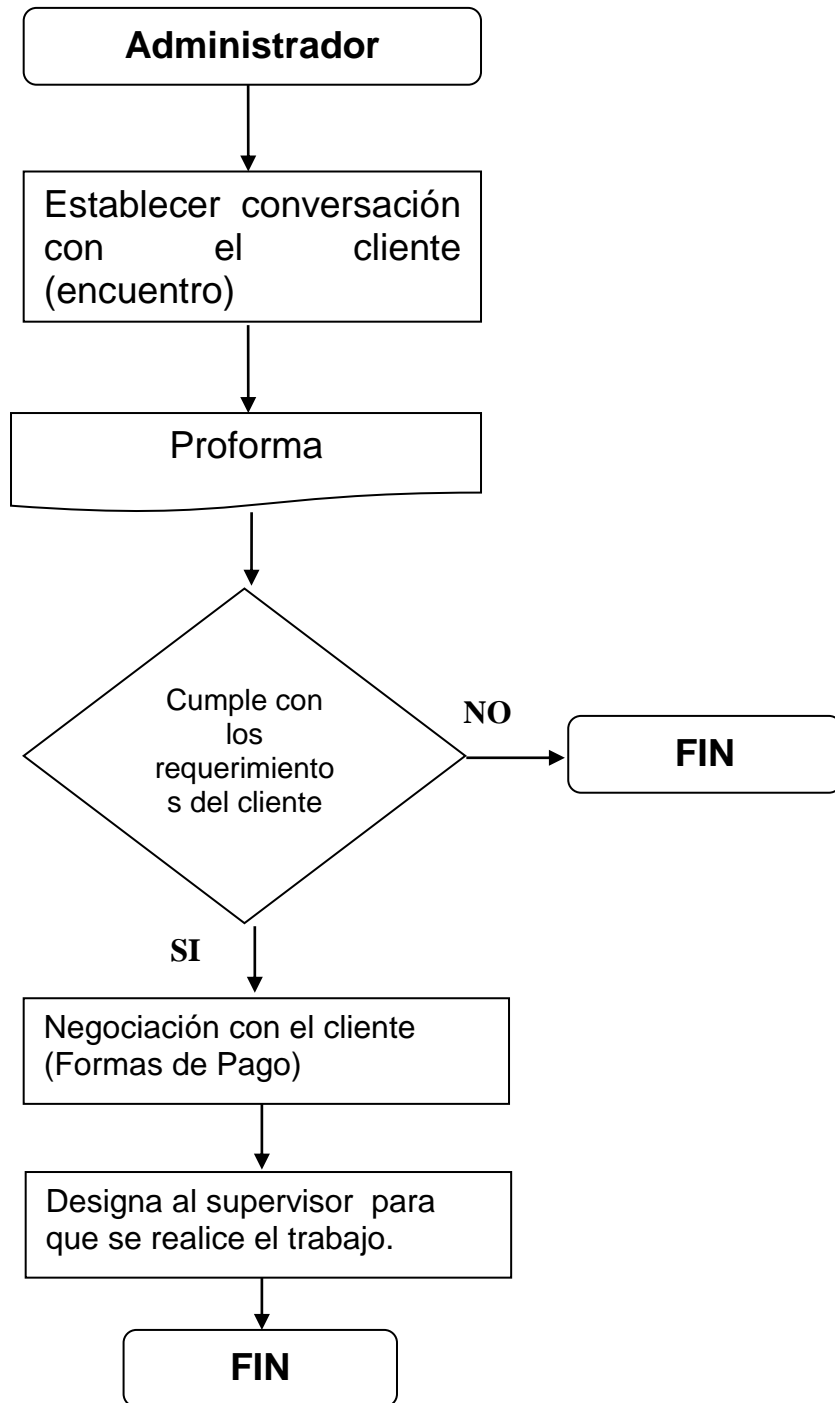 Administrador
Establecer conversación
con el cliente
(encuentro)
Proforma
Cumple con
los
requerimiento
s del cliente
NO
FIN
SI
Negociación con el cliente
(Formas de Pago)
Designa al supervisor para
que se realice el trabajo.
FIN